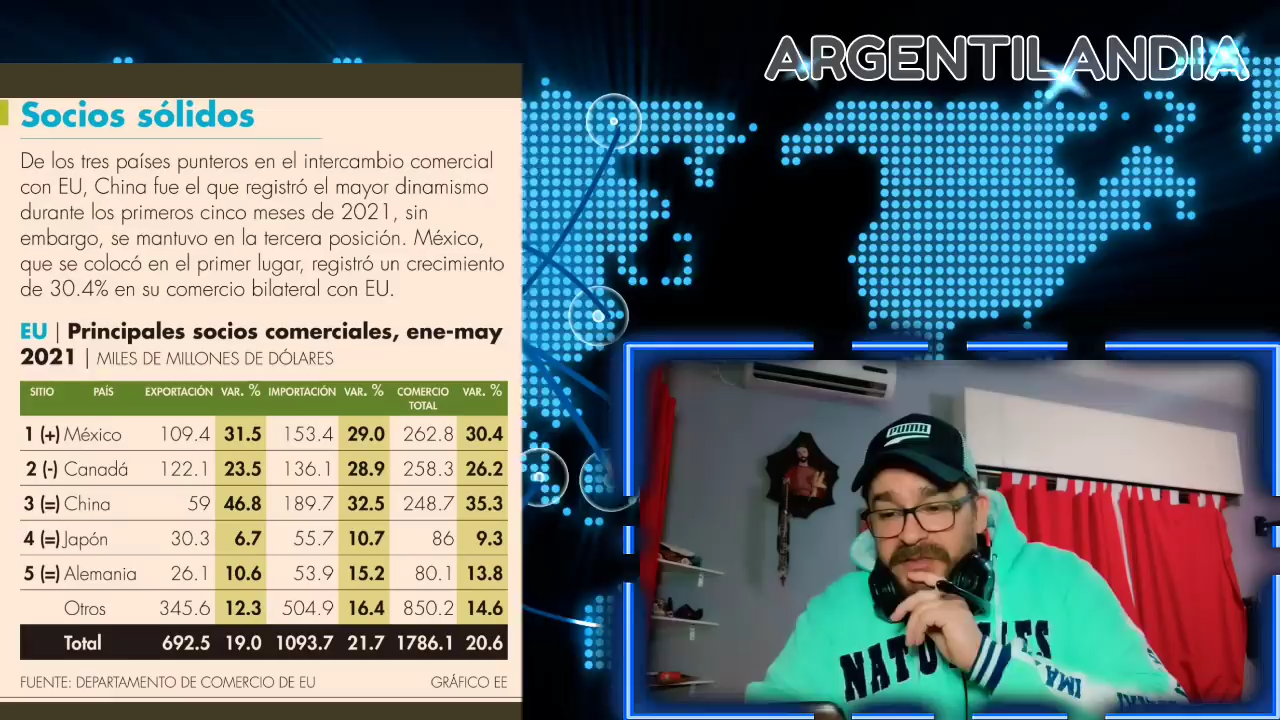 ARGENTILANDIA
Socios sólidos
De los tres países punteros en el intercambio comercial
con EU, China fue el que registró el mayor dinamismo
durante los primeros cinco meses de 2021, sin
embargo, se mantuvo en la tercera posición. México,
que se colocó en el primer lugar, registró un crecimiento
de 30.4% en su comercio bilateral con EU.
EU | Principales socios comerciales, ene-may
2021 | MILES DE MILLONES DE DÓLARES
SITIO PAÍS EXPORTACIÓN VAR. % IMPORTACIÓN VAR. % COMERCIO TOTAL VAR. %
1 (+) México 109.4 31.5 153.4 29.0 262.8 30.4
2 (-) Canadá 122.1 23.5 136.1 28.9 258.3 26.2
3 (=) China 59 46.8 189.7 32.5 248.7 35.3
4 (=) Japón 30.3 6.7 55.7 10.7 86 9.3
5 (=) Alemania 26.1 10.6 53.9 15.2 80.1 13.8
Otros 345.6 12.3 504.9 16.4 850.2 14.6
Total 692.5 19.0 1093.7 21.7 1786.1 20.6
FUENTE: DEPARTAMENTO DE COMERCIO DE EU GRÁFICO EE
PUMA